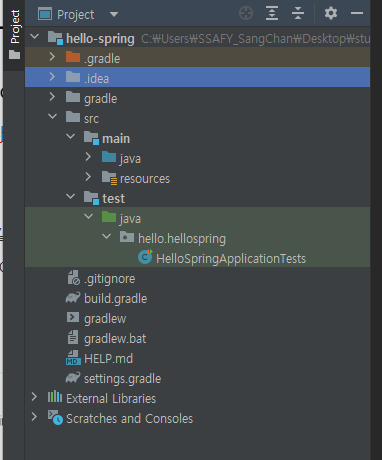 Project
Project
hello-spring C:₩Users₩SSAFY_SangChan₩Desktop₩stu
.gradle
.idea
gradle
src
main
java
resources
test
java
hello.hellospring
HelloSpringApplicationTests
.gitignore
build.gradle
gradlew
gradlew.bat
HELP.md
settings.gradle
External Libraries
Scratches and Consoles